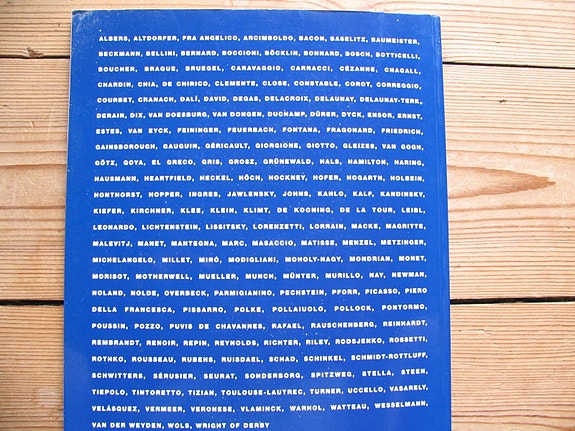 ALBERS, ALTDORFER, FRA ANGELICO, ARCIMBOLDO, BACON, BASELITZ, BAUMEISTER,
BECKMANN, BELLINI, BERNARD, BOCCIONI, BÖCKLIN, BONNARD, BOSCH, BOTTICELLI,
BOUCHER, BRAQUE, BRUEGEL, CARAVAGGIO, CARRACCI, CÉZANNE, CHAGALL,
CHARDIN, CHIA, DE CHIRICO, CLEMENTE, CLOSE, CONSTABLE, COROT, CORREGGIO,
COURBET, CRANACH, DALÍ, DAVID, DEGAS, DELACROIX, DELAUNAY, DELAUNAY-TERK,
DERAIN, DIX, VAN DOESBURG, VAN DONGEN, DUCHAMP, DÜRER, DYCK, ENSOR, ERNST,
ESTES, VAN EYCK, FEININGER, FEUERBACH, FONTANA, FRAGONARD, FRIEDRICH,
GAINSBOROUGH, GAUGUIN, GÉRICAULT, GIORGIONE, GIOTTO, GLEIZES, VAN GOGH,
GÖTZ, GOYA, EL GRECO, GRIS, GROSZ, GRÜNEWALD, HALS, HAMILTON, HARING,
HAUSMANN, HEARTFIELD, HECKEL, HÖCH, HOCKNEY, HOFER, HOGARTH, HOLBEIN,
HONTHORST, HOPPER, INGRES, JAWLENSKY, JOHNS, KAHLO, KALF, KANDINSKY,
KIEFER, KIRCHNER, KLEE, KLEIN, KLIMT, DE KOONING, DE LA TOUR, LEIBL,
LEONARDO, LICHTENSTEIN, LISSITSKY, LORENZETTI, LORRAIN, MACKE, MAGRITTE,
MALEVITJ, MANET, MANTEGNA, MARC, MASACCIO, MATISSE, MENZEL, METZINGER,
MICHELANGELO, MILLET, MIRÓ, MODIGLIANI, MOHOLY-NAGY, MONDRIAN, MONET,
MORISOT, MOTHERWELL, MUELLER, MUNCH, MÜNTER, MURILLO, NAY, NEWMAN,
NOLAND, NOLDE, OVERBECK, PARMIGIANINO, PECHSTEIN, PFORR, PICASSO, PIERO
DELLA FRANCESCA, PISSARRO, POLKE, POLLAIUOLO, POLLOCK, PONTORMO,
POUSSIN, POZZO, PUVIS DE CHAVANNES, RAFAEL, RAUSCHENBERG, REINHARDT,
REMBRANDT, RENOIR, REPIN, REYNOLDS, RICHTER, RILEY, RODSJENKO, ROSSETTI,
ROTHKO, ROUSSEAU, RUBENS, RUISDAEL, SCHAD, SCHINKEL, SCHMIDT-ROTTLUFF,
SCHWITTERS, SÉRUSIER, SEURAT, SONDERBORG, SPITZWEG, STELLA, STEEN,
TIEPOLO, TINTORETTO, TIZIAN, TOULOUSE-LAUTREC, TURNER, UCCELLO, VASARELY,
VELÁSQUEZ, VERMEER, VERONESE, VLAMINCK, WARHOL, WATTEAU, WESSELMANN,
VAN DER WEYDEN, WOLS, WRIGHT OF DERBY